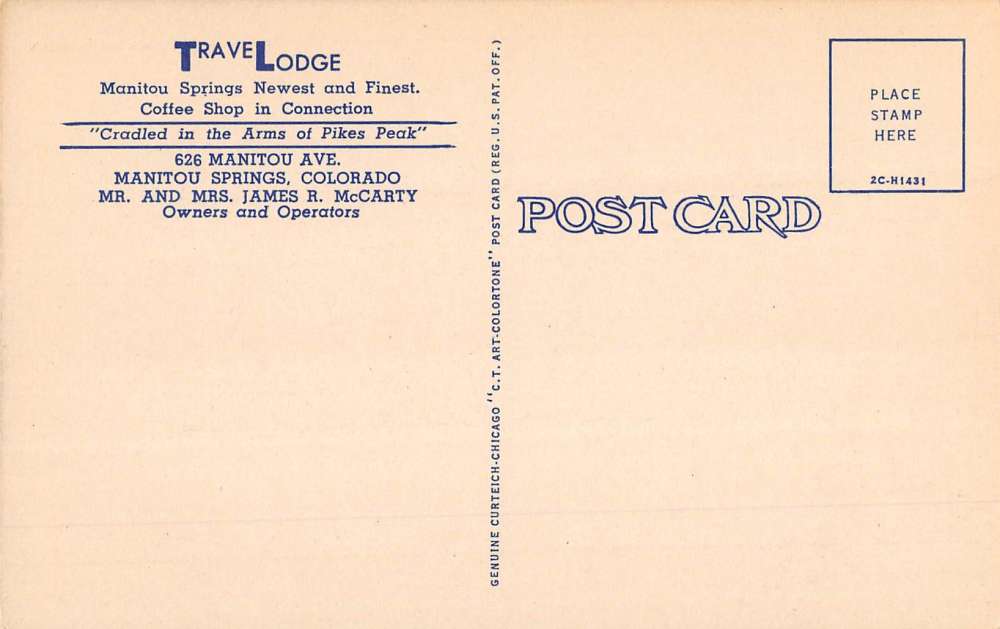 TRAVELODGE
Manitou Springs Newest and Finest.
Coffee Shop in Connection
"Cradled in the Arms of Pikes Peak"
626 MANITOU AVE.
MANITOU SPRINGS, COLORADO
MR. AND MRS. JAMES R. McCARTY
Owners and Operators
GENUINE CURTEICH-CHICAGO "C.T. ART-COLORTONE" POST CARD (REG. U.S. PAT. OFF.)
POST CARD
PLACE
STAMP
HERE
2C-H1431